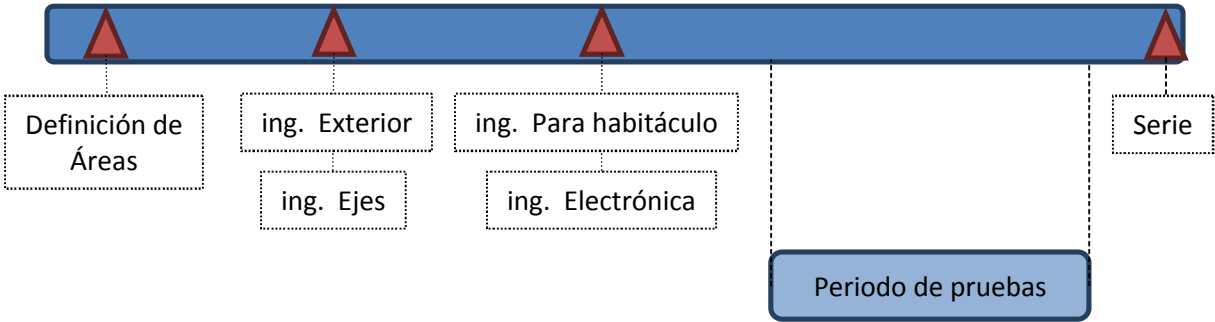 Definición de
Áreas
ing. Exterior
ing. Ejes
ing. Para habitáculo
ing. Electrónica
Serie
Periodo de pruebas